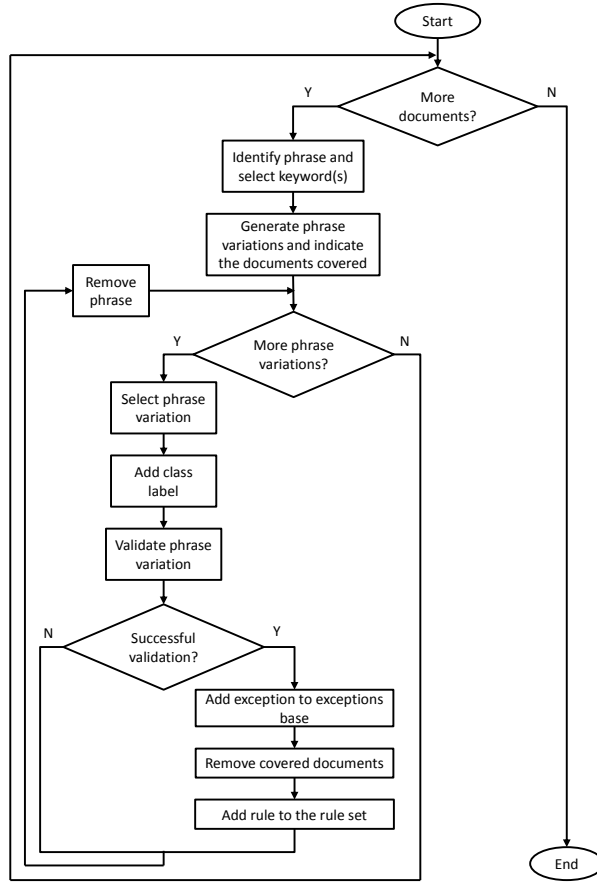 Start
More
documents?
Y
N
Identify phrase and
select keyword(s)
Generate phrase
variations and indicate
the documents covered
Remove
phrase
More phrase
variations?
Y
N
Select phrase
variation
Add class
label
Validate phrase
variation
Successful
validation?
N
Y
Add exception to exceptions
base
Remove covered documents
Add rule to the rule set
End